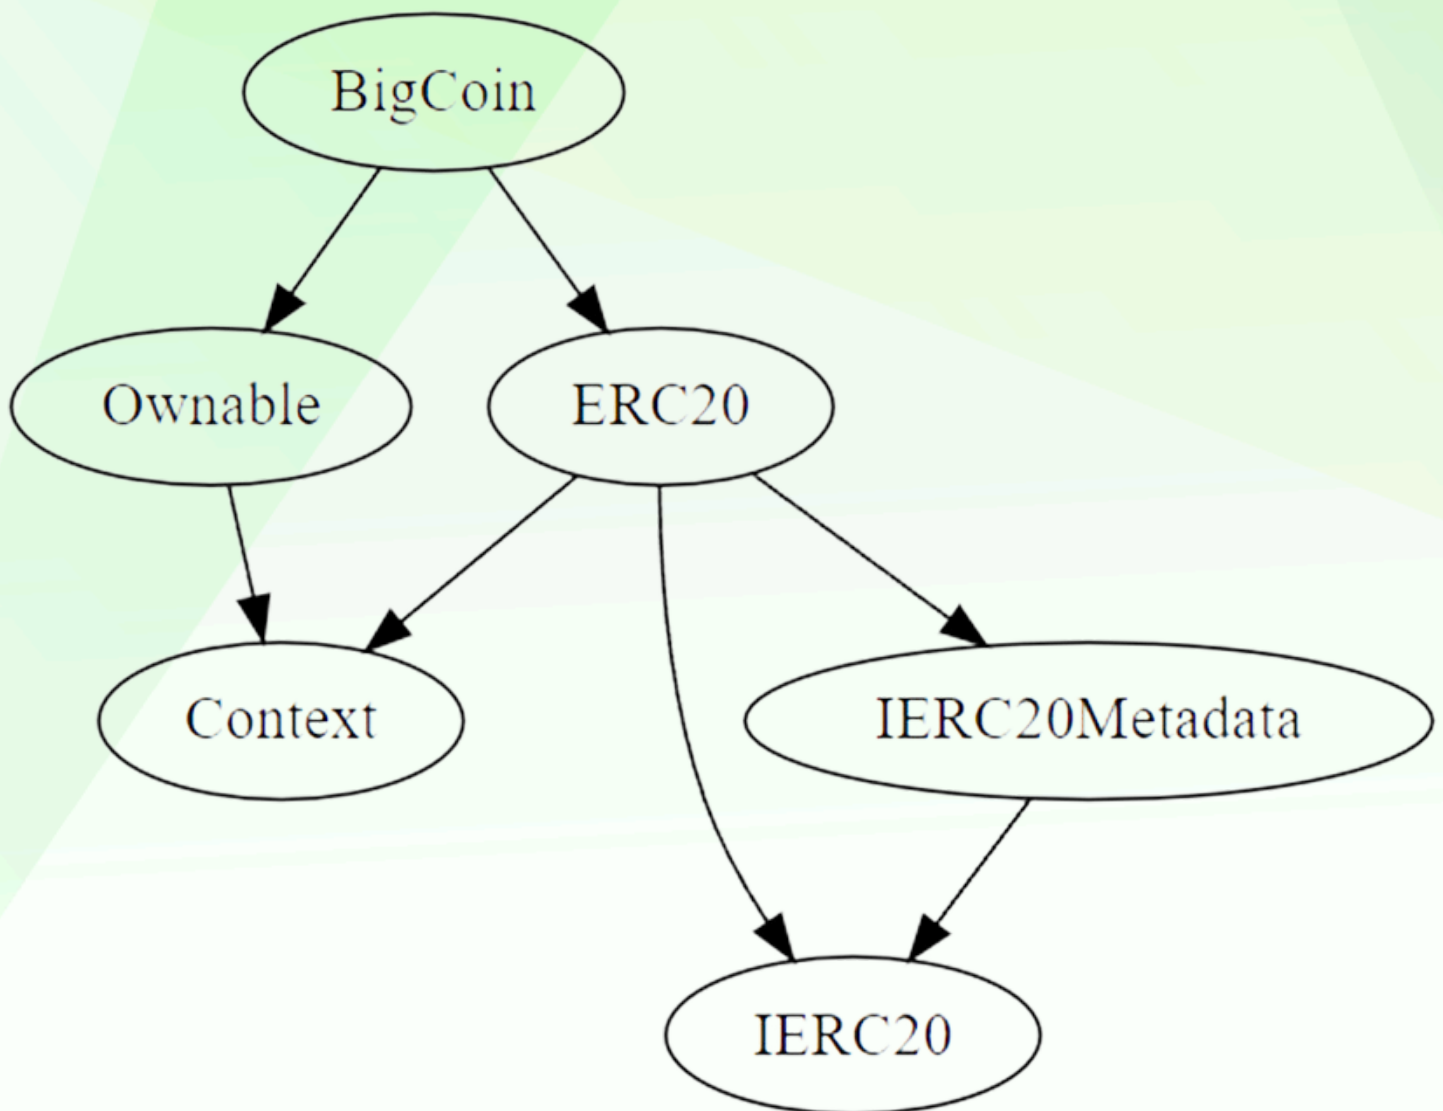 BigCoin
Ownable
ERC20
Context
IERC20Metadata
IERC20